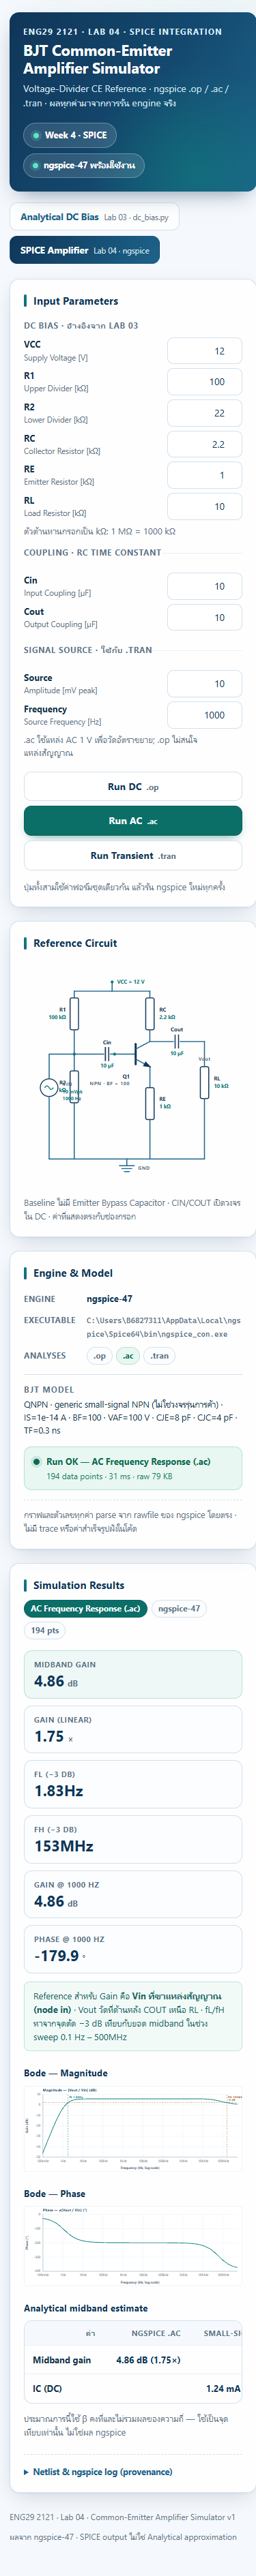 ENG29 2121 · LAB 04 · SPICE INTEGRATION
BJT Common-Emitter
Amplifier Simulator
Voltage-Divider CE Reference · ngspice .op / .ac /
.tran · ผลทุกค่ามาจากการรัน engine จริง
Week 4 · SPICE
ngspice-47 พร้อมใช้งาน
Analytical DC Bias Lab 03 · dc_bias.py
SPICE Amplifier Lab 04 · ngspice
Input Parameters
DC BIAS · อ้างอิงจาก LAB 03
VCC
Supply Voltage [V]
12
R1
Upper Divider [kΩ]
100
R2
Lower Divider [kΩ]
22
RC
Collector Resistor [kΩ]
2.2
RE
Emitter Resistor [kΩ]
1
RL
Load Resistor [kΩ]
10
ตัวต้านทานกรอกเป็น kΩ: 1 MΩ = 1000 kΩ
COUPLING · RC TIME CONSTANT
Cin
Input Coupling [µF]
10
Cout
Output Coupling [µF]
10
SIGNAL SOURCE · ใช้กับ .TRAN
Source
Amplitude [mV peak]
10
Frequency
Source Frequency [Hz]
1000
.ac ใช้แหล่ง AC 1 V เพื่อวัดอัตราขยาย; .op ไม่สนใจ
แหล่งสัญญาณ
Run DC .op
Run AC .ac
Run Transient .tran
ปุ่มทั้งสามใช้ค่าฟอร์มชุดเดียวกัน แล้วรัน ngspice ใหม่ทุกครั้ง
Reference Circuit
VCC = 12 V
R1
100 kΩ
RC
2.2 kΩ
Cout
10 µF
Cin
10 µF
Vout
Q1
NPN · BF = 100
RL
10 kΩ
RE
1 kΩ
1000 Hz
GND
Baseline ไม่มี Emitter Bypass Capacitor · CIN/COUT เปิดวงจร
ใน DC · ค่าที่แสดงตรงกับช่องกรอก
Engine & Model
ENGINE ngspice-47
EXECUTABLE C:\Users\B6827311\AppData\Local\ngs
pice\Spice64\bin\ngspice_con.exe
ANALYSES .op .ac .tran
BJT MODEL
QNPN · generic small-signal NPN (ไม่ใช่วงจรรุ่นการค้า) ·
IS=1e-14 A · BF=100 · VAF=100 V · CJE=8 pF · CJC=4 pF ·
TF=0.3 ns
Run OK — AC Frequency Response (.ac)
194 data points · 31 ms · raw 79 KB
กราฟและตัวเลขทุกค่า parse จาก rawfile ของ ngspice โดยตรง ·
ไม่มี trace หรือค่าสำเร็จรูปฝังในโค้ด
Simulation Results
AC Frequency Response (.ac) ngspice-47
194 pts
MIDBAND GAIN
4.86 dB
GAIN (LINEAR)
1.75 ×
FL (−3 DB)
1.83Hz
FH (−3 DB)
153MHz
GAIN @ 1000 HZ
4.86 dB
PHASE @ 1000 HZ
-179.9 °
Reference สำหรับ Gain คือ Vin ที่ขาแหล่งสัญญาณ
(node in) · Vout วัดที่ด้านหลัง COUT เหนือ RL · fL/fH
หาจากจุดตัด −3 dB เทียบกับยอด midband ในช่วง
sweep 0.1 Hz – 500MHz
Bode — Magnitude
Magnitude — |Vout / Vin| (dB)
Bode — Phase
Phase — ∠(Vout / Vin) (°)
Analytical midband estimate
ค่า NGSPICE .AC SMALL-SI
Midband gain 4.86 dB (1.75×)
IC (DC) 1.24 mA
ประมาณการนี้ใช้ β คงที่และไม่รวมผลของความถี่ — ใช้เป็นจุด
เทียบเท่านั้น ไม่ใช่ผล ngspice
Netlist & ngspice log (provenance)
ENG29 2121 · Lab 04 · Common-Emitter Amplifier Simulator v1
ผลจาก ngspice-47 · SPICE output ไม่ใช่ Analytical approximation